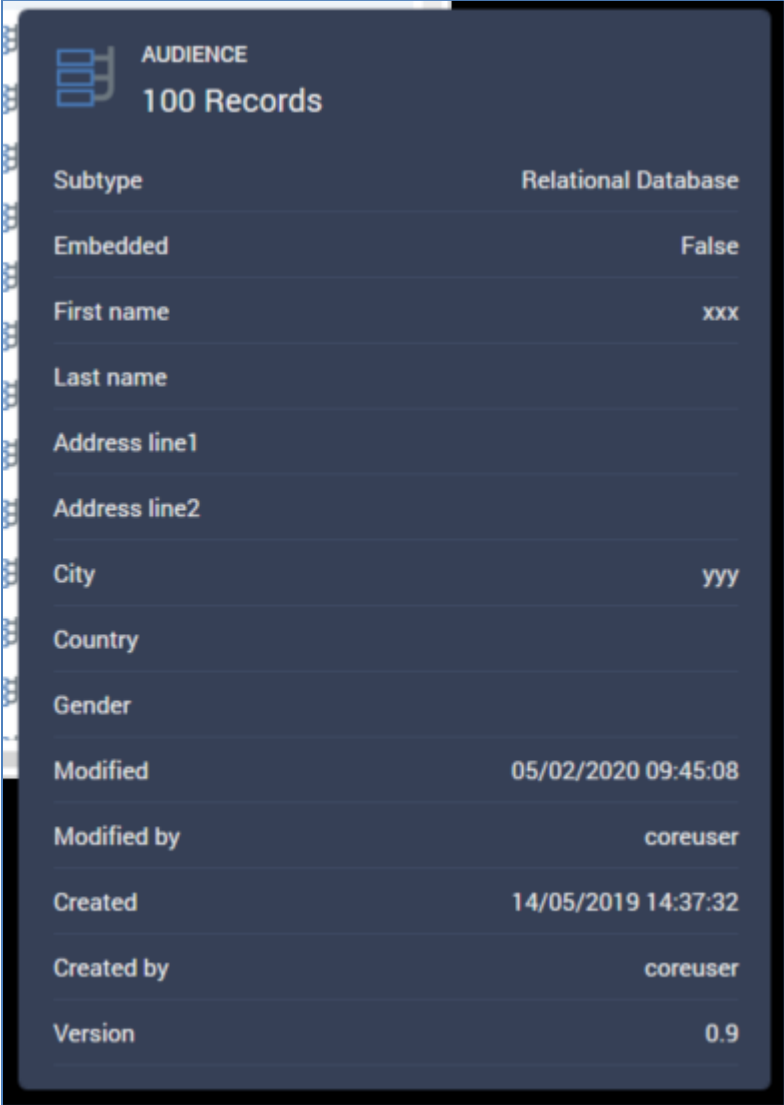 AUDIENCE
100 Records
Subtype Relational Database
Embedded False
First name xxx
Last name
Address line1
Address line2
City yyy
Country
Gender
Modified 05/02/2020 09:45:08
Modified by coreuser
Created 14/05/2019 14:37:32
Created by coreuser
Version 0.9